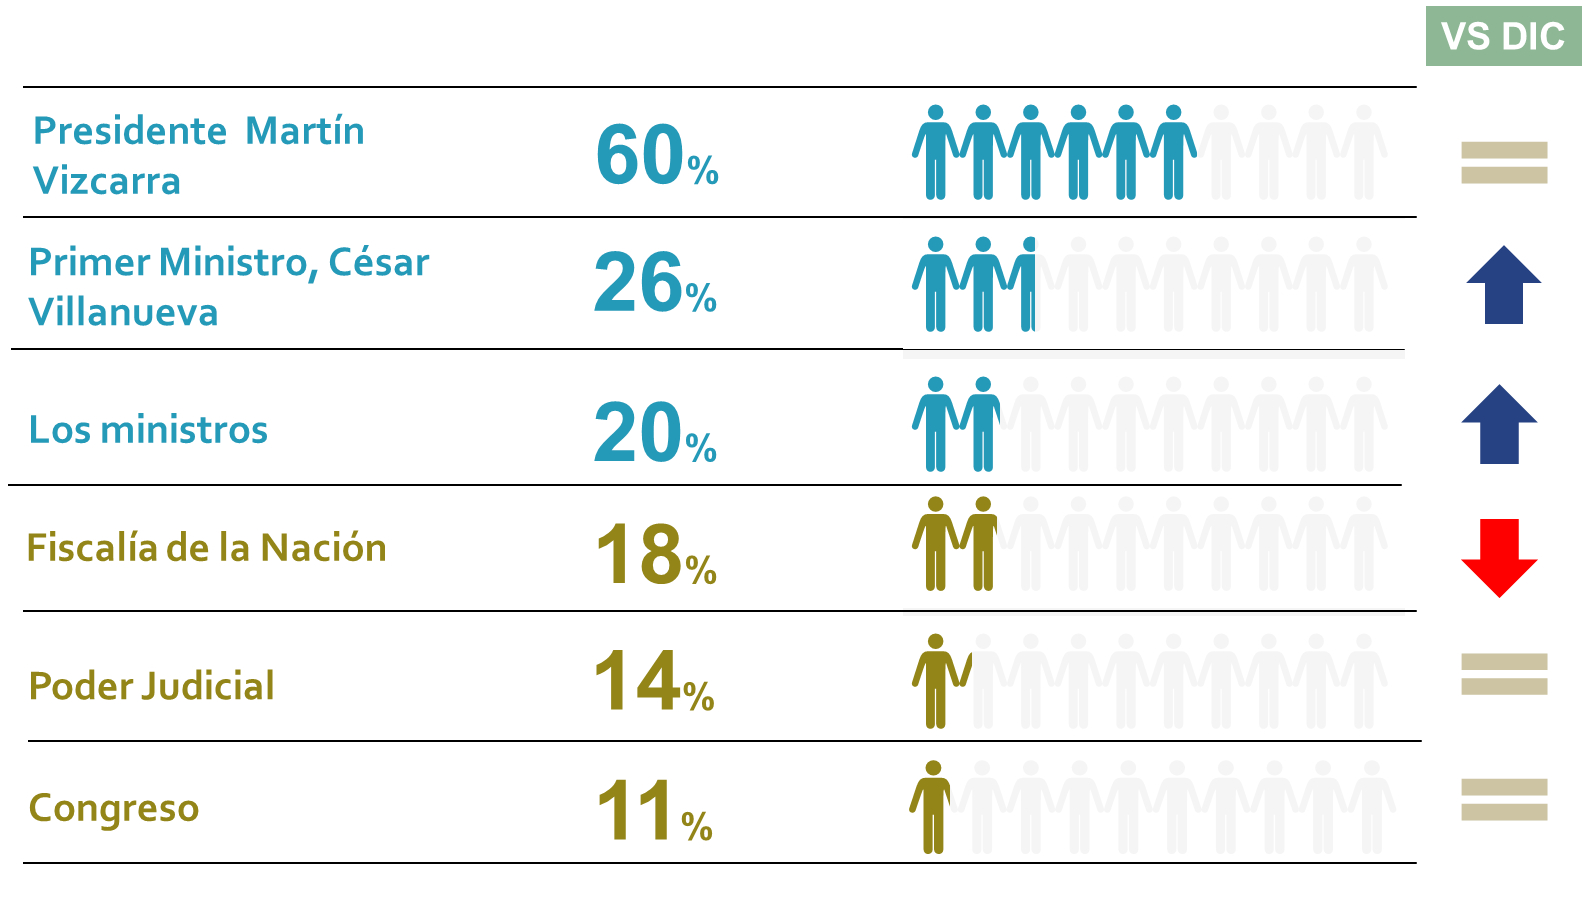 VS DIC
Presidente Martín
Vizcarra
60%
Primer Ministro, César
Villanueva
26%
Los ministros
20%
Fiscalía de la Nación
18%
Poder Judicial
14%
Congreso
11%